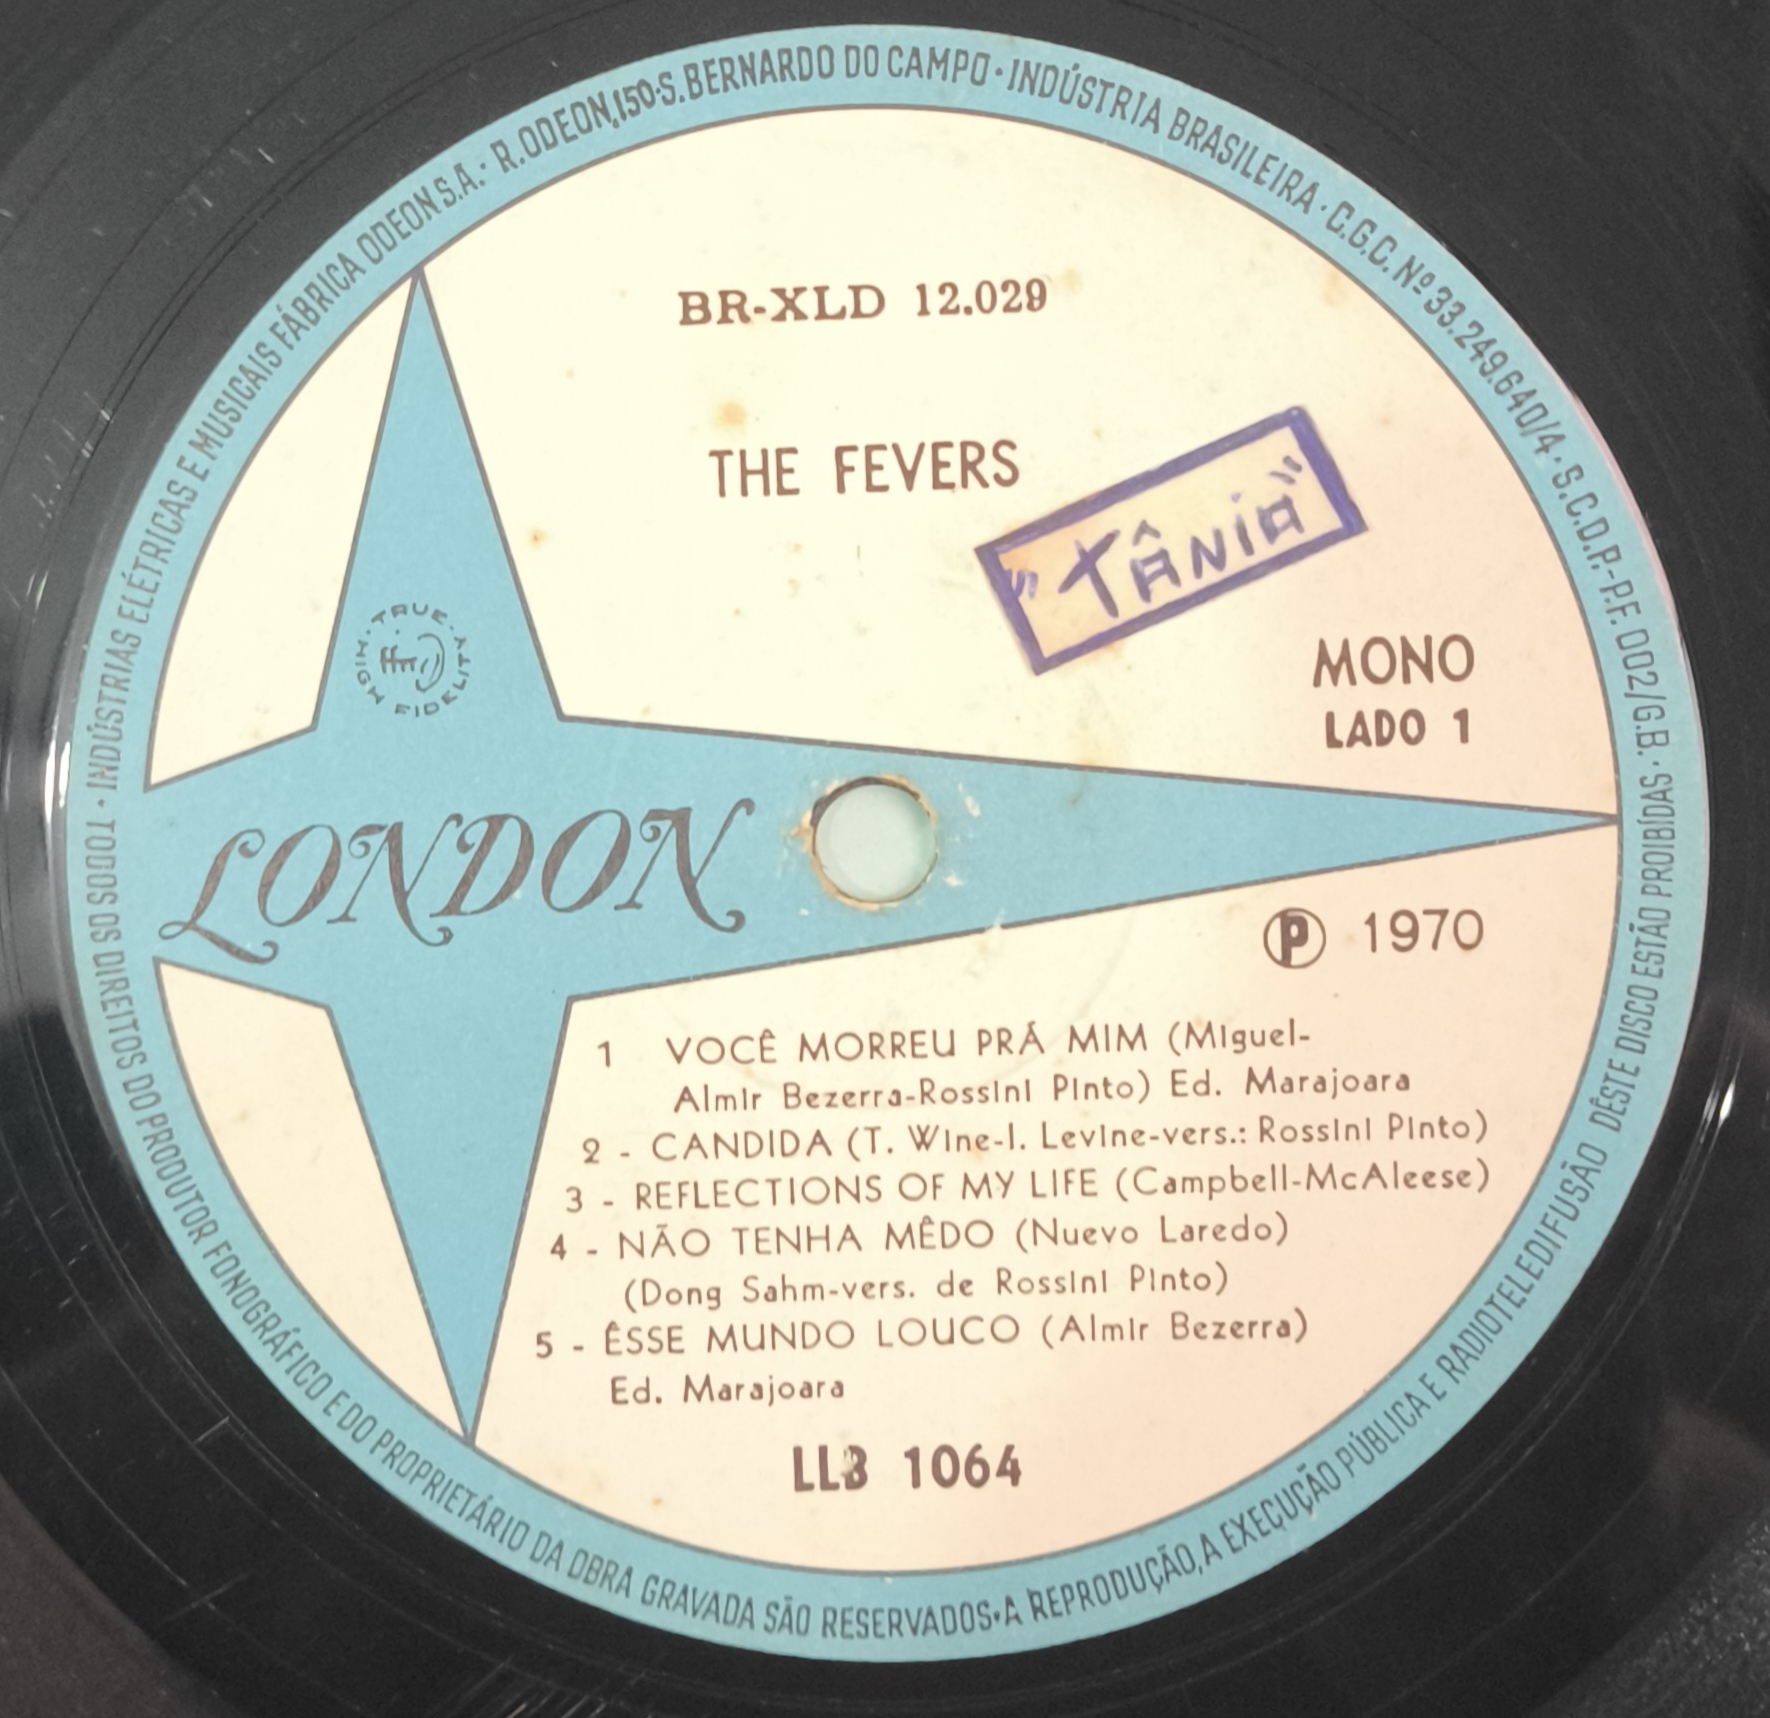 INDÚSTRIAS ELÉTRICAS E MUSICAIS FÁBRICA ODEON S.A. · R. ODEON, 150 · S. BERNARDO DO CAMPO · INDÚSTRIA BRASILEIRA · C.G.C. Nº 33.249.640/4 · S.C.D.P.-P.F. 002/G.B. ·
BR-XLD 12.029
THE FEVERS
"TÂNiA"
TRUE HIGH FIDELITY
ffrr
MONO
LADO 1
LONDON
Ⓟ 1970
1 VOCÊ MORREU PRÁ MIM (Miguel-
Almir Bezerra-Rossini Pinto) Ed. Marajoara
2 - CANDIDA (T. Wine-I. Levine-vers.: Rossini Pinto)
3 - REFLECTIONS OF MY LIFE (Campbell-McAleese)
4 - NÃO TENHA MÊDO (Nuevo Laredo)
(Dong Sahm-vers. de Rossini Pinto)
5 - ÊSSE MUNDO LOUCO (Almir Bezerra)
Ed. Marajoara
LLB 1064
TODOS OS DIREITOS DO PRODUTOR FONOGRÁFICO E DO PROPRIETÁRIO DA OBRA GRAVADA SÃO RESERVADOS · A REPRODUÇÃO, A EXECUÇÃO PÚBLICA E RADIOTELEDIFUSÃO DÊSTE DISCO ESTÃO PROIBÍDAS ·